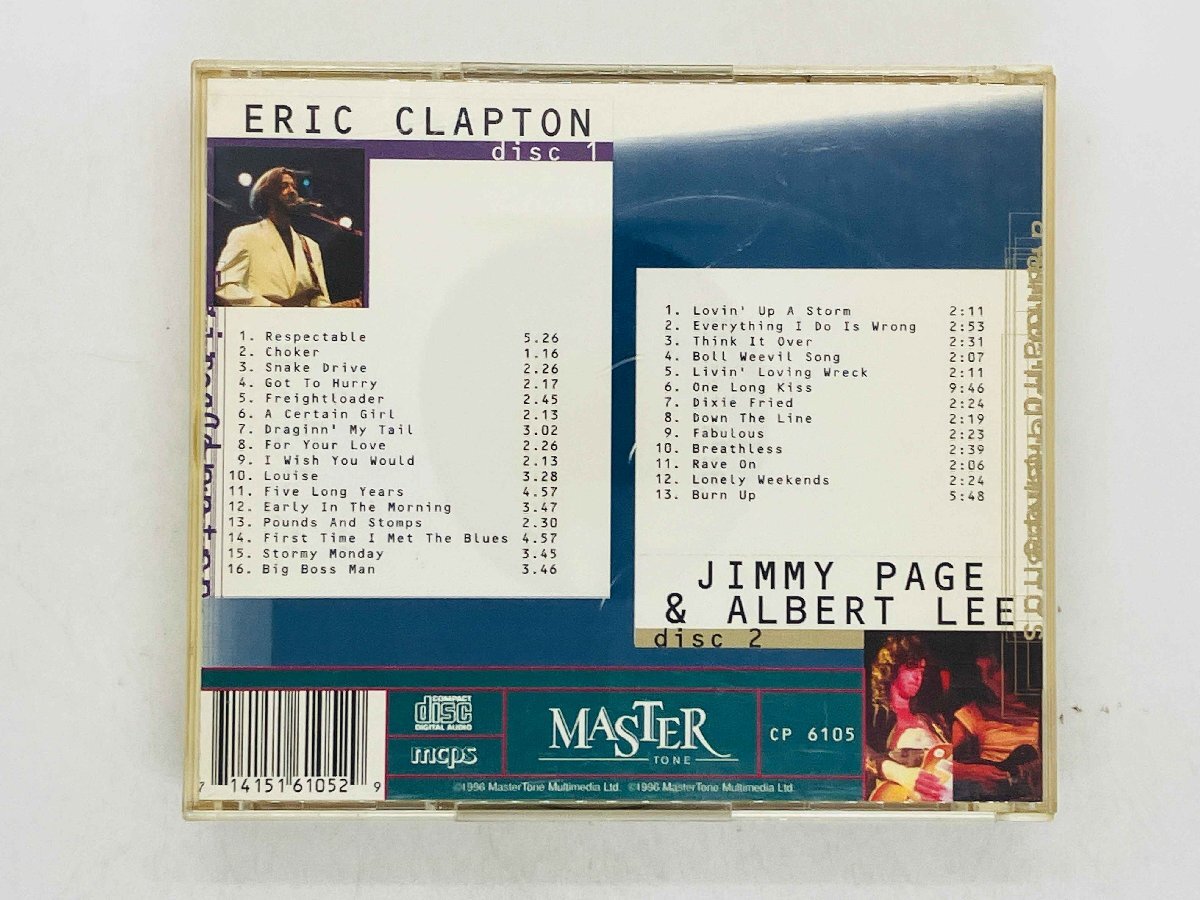 ERIC CLAPTON
disc 1
1. Respectable 5.26
2. Choker 1.16
3. Snake Drive 2.26
4. Got To Hurry 2.17
5. Freightloader 2.45
6. A Certain Girl 2.13
7. Draginn' My Tail 3.02
8. For Your Love 2.26
9. I Wish You Would 2.13
10. Louise 3.28
11. Five Long Years 4.57
12. Early In The Morning 3.47
13. Pounds And Stomps 2.30
14. First Time I Met The Blues 4.57
15. Stormy Monday 3.45
16. Big Boss Man 3.46
1. Lovin' Up A Storm 2:11
2. Everything I Do Is Wrong 2:53
3. Think It Over 2:31
4. Boll Weevil Song 2:07
5. Livin' Loving Wreck 2:11
6. One Long Kiss 9:46
7. Dixie Fried 2:24
8. Down The Line 2:19
9. Fabulous 2:23
10. Breathless 2:39
11. Rave On 2:06
12. Lonely Weekends 2:24
13. Burn Up 5:48
JIMMY PAGE
& ALBERT LEE
disc 2
7 14151 61052 9
COMPACT
disc
DIGITAL AUDIO
mcps
MASTER
TONE
CP 6105
©1996 MasterTone Multimedia Ltd. ©1996 MasterTone Multimedia Ltd.